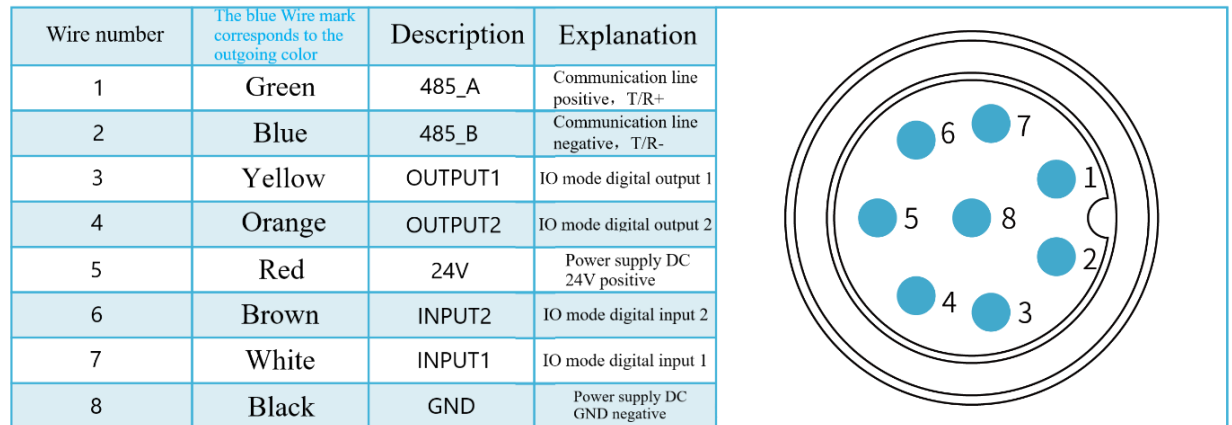 Wire number
The blue Wire mark
corresponds to the
outgoing color
Description
Explanation
1
Green
485_A
Communication line
positive，T/R+
2
Blue
485_B
Communication line
negative，T/R-
3
Yellow
OUTPUT1
IO mode digital output 1
4
Orange
OUTPUT2
IO mode digital output 2
5
Red
24V
Power supply DC
24V positive
6
Brown
INPUT2
IO mode digital input 2
7
White
INPUT1
IO mode digital input 1
8
Black
GND
Power supply DC
GND negative
6
7
1
5
8
2
4
3